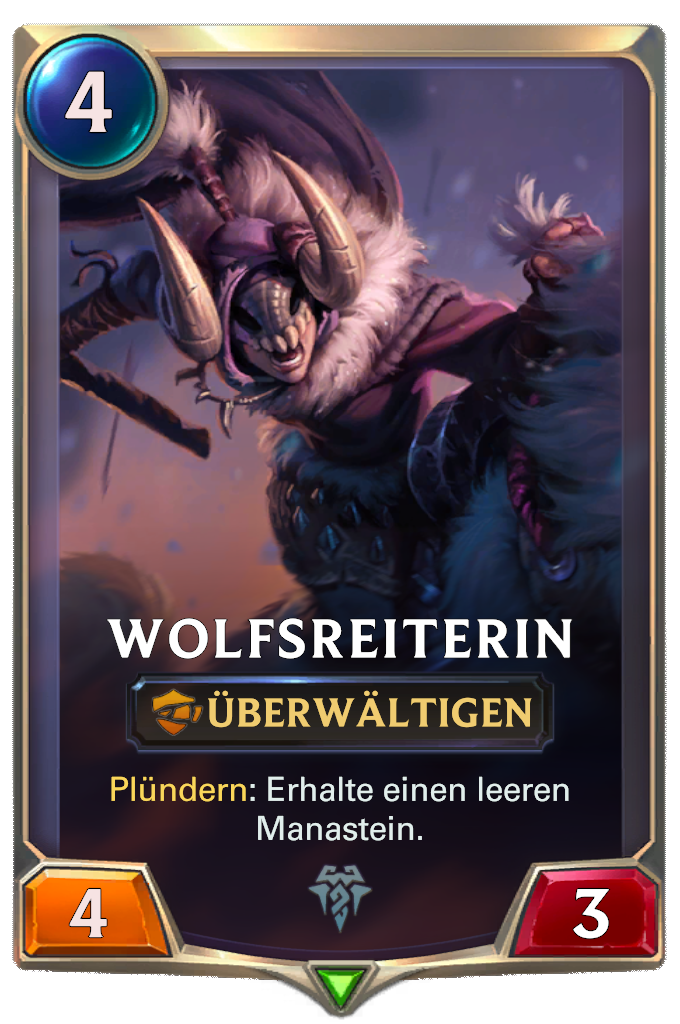 4
WOLFSREITERIN
ÜBERWÄLTIGEN
Plündern: Erhalte einen leeren
Manastein.
4
3